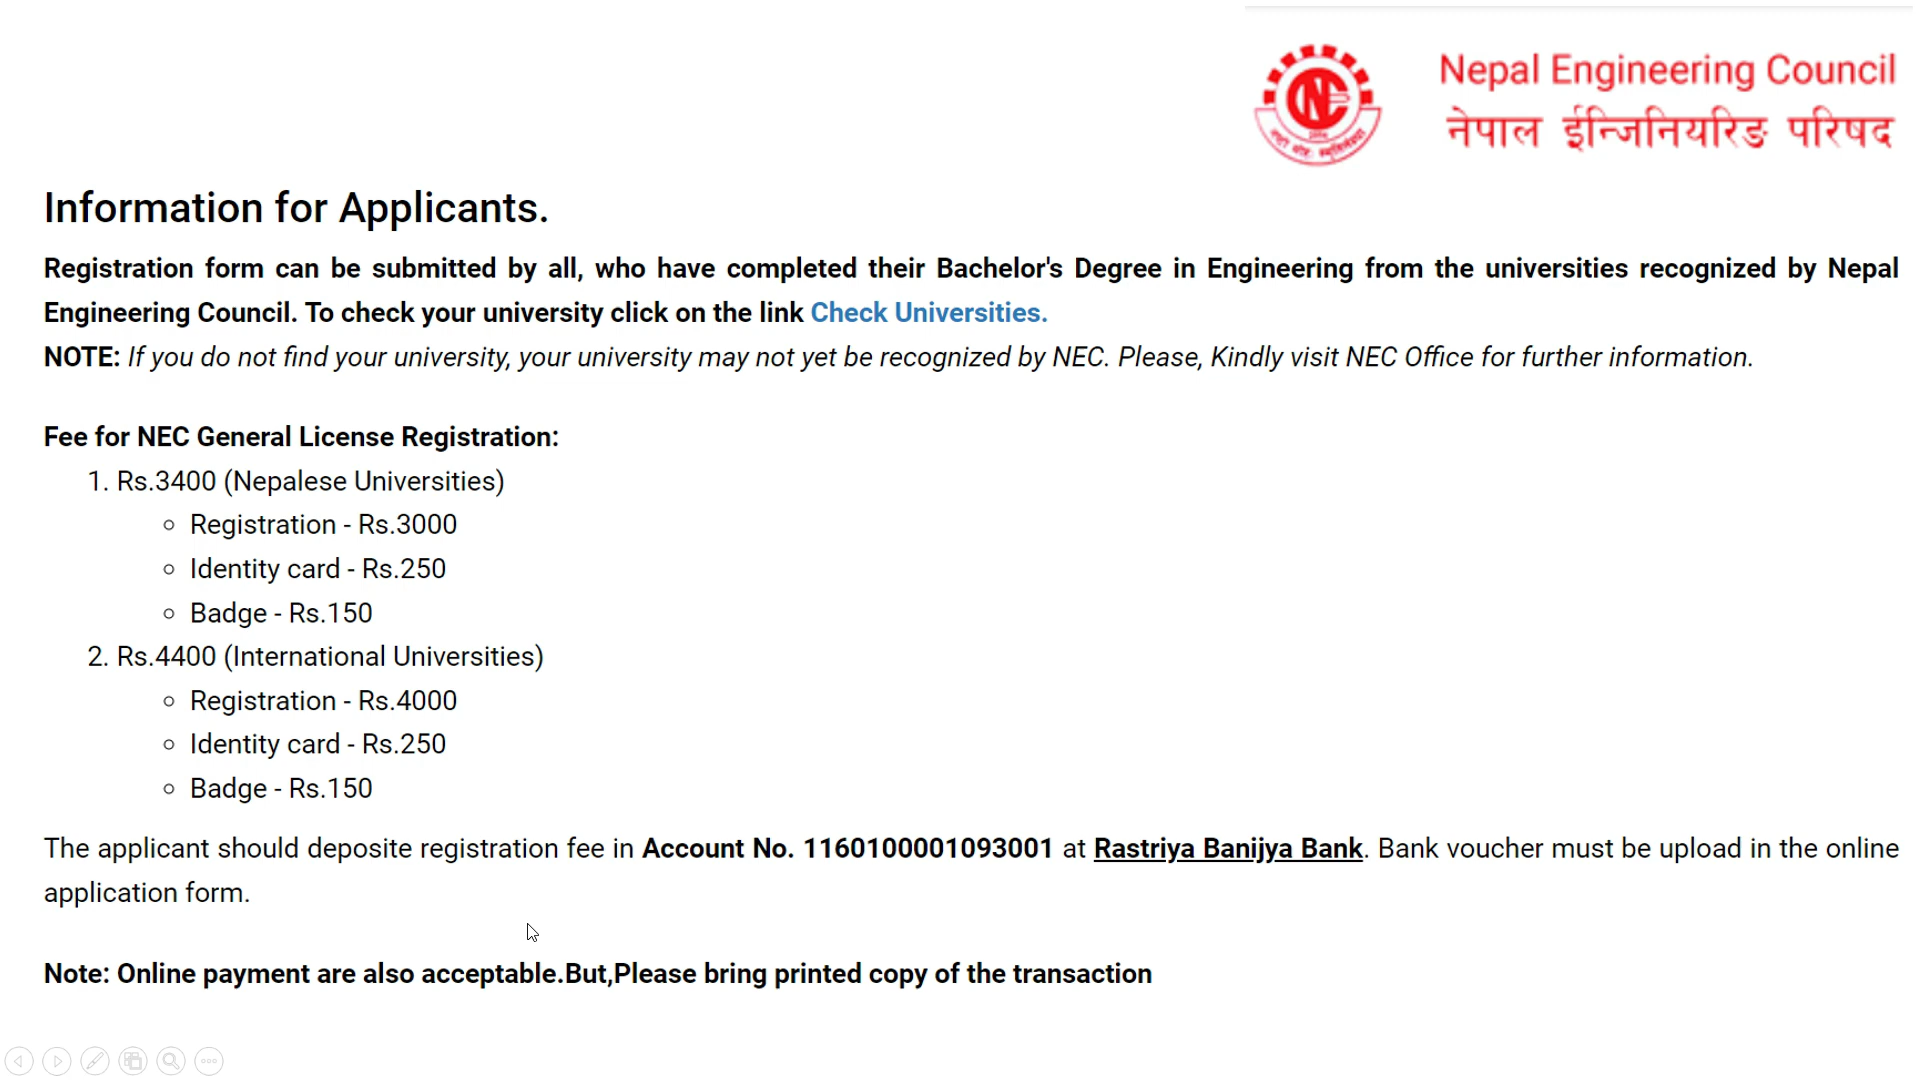 Nepal Engineering Council
नेपाल ईन्जिनियरिङ परिषद
Information for Applicants.
Registration form can be submitted by all, who have completed their Bachelor's Degree in Engineering from the universities recognized by Nepal
Engineering Council. To check your university click on the link Check Universities.
NOTE: If you do not find your university, your university may not yet be recognized by NEC. Please, Kindly visit NEC Office for further information.
Fee for NEC General License Registration:
1. Rs.3400 (Nepalese Universities)
Registration - Rs.3000
Identity card - Rs.250
Badge - Rs.150
2. Rs.4400 (International Universities)
Registration - Rs.4000
Identity card - Rs.250
Badge - Rs.150
The applicant should deposite registration fee in Account No. 1160100001093001 at Rastriya Banijya Bank. Bank voucher must be upload in the online
application form.
Note: Online payment are also acceptable.But,Please bring printed copy of the transaction